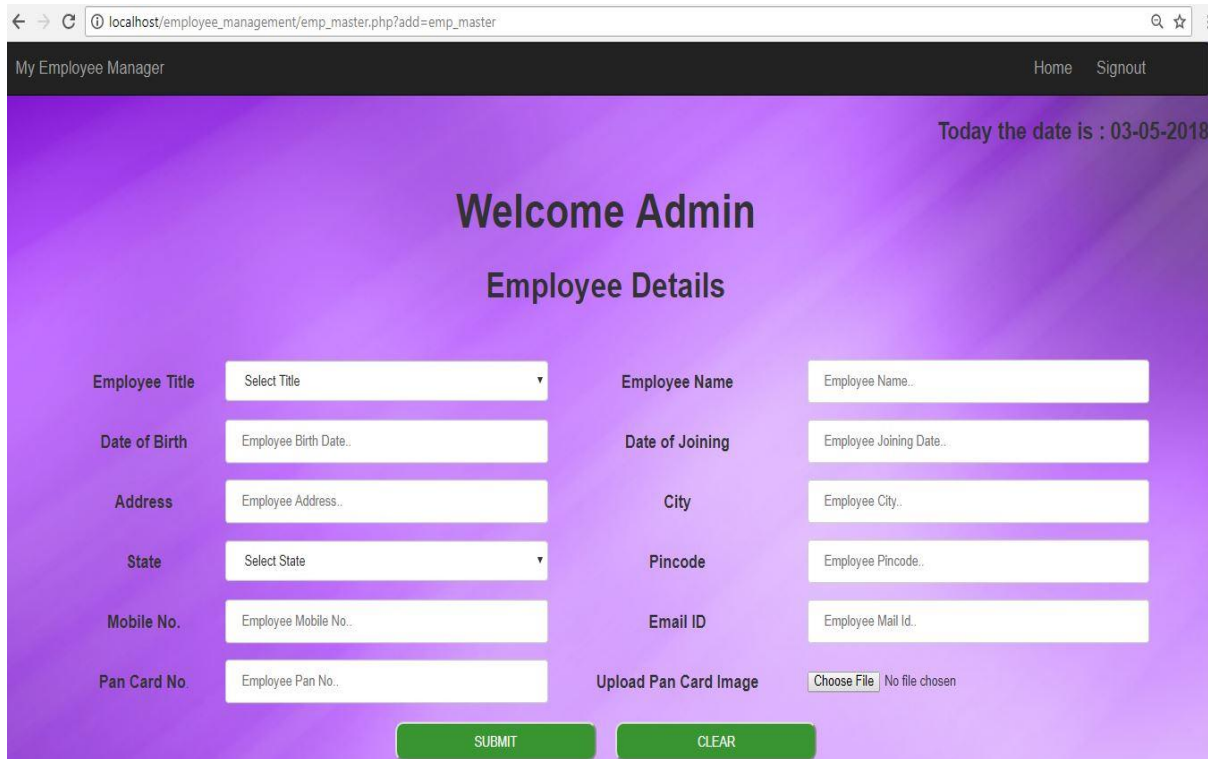 localhost/employee_management/emp_master.php?add=emp_master
My Employee Manager Home Signout
Today the date is : 03-05-2018
Welcome Admin
Employee Details
Employee Title Select Title Employee Name Employee Name..
Date of Birth Employee Birth Date.. Date of Joining Employee Joining Date..
Address Employee Address.. City Employee City..
State Select State Pincode Employee Pincode..
Mobile No. Employee Mobile No.. Email ID Employee Mail Id..
Pan Card No. Employee Pan No.. Upload Pan Card Image Choose File No file chosen
SUBMIT CLEAR